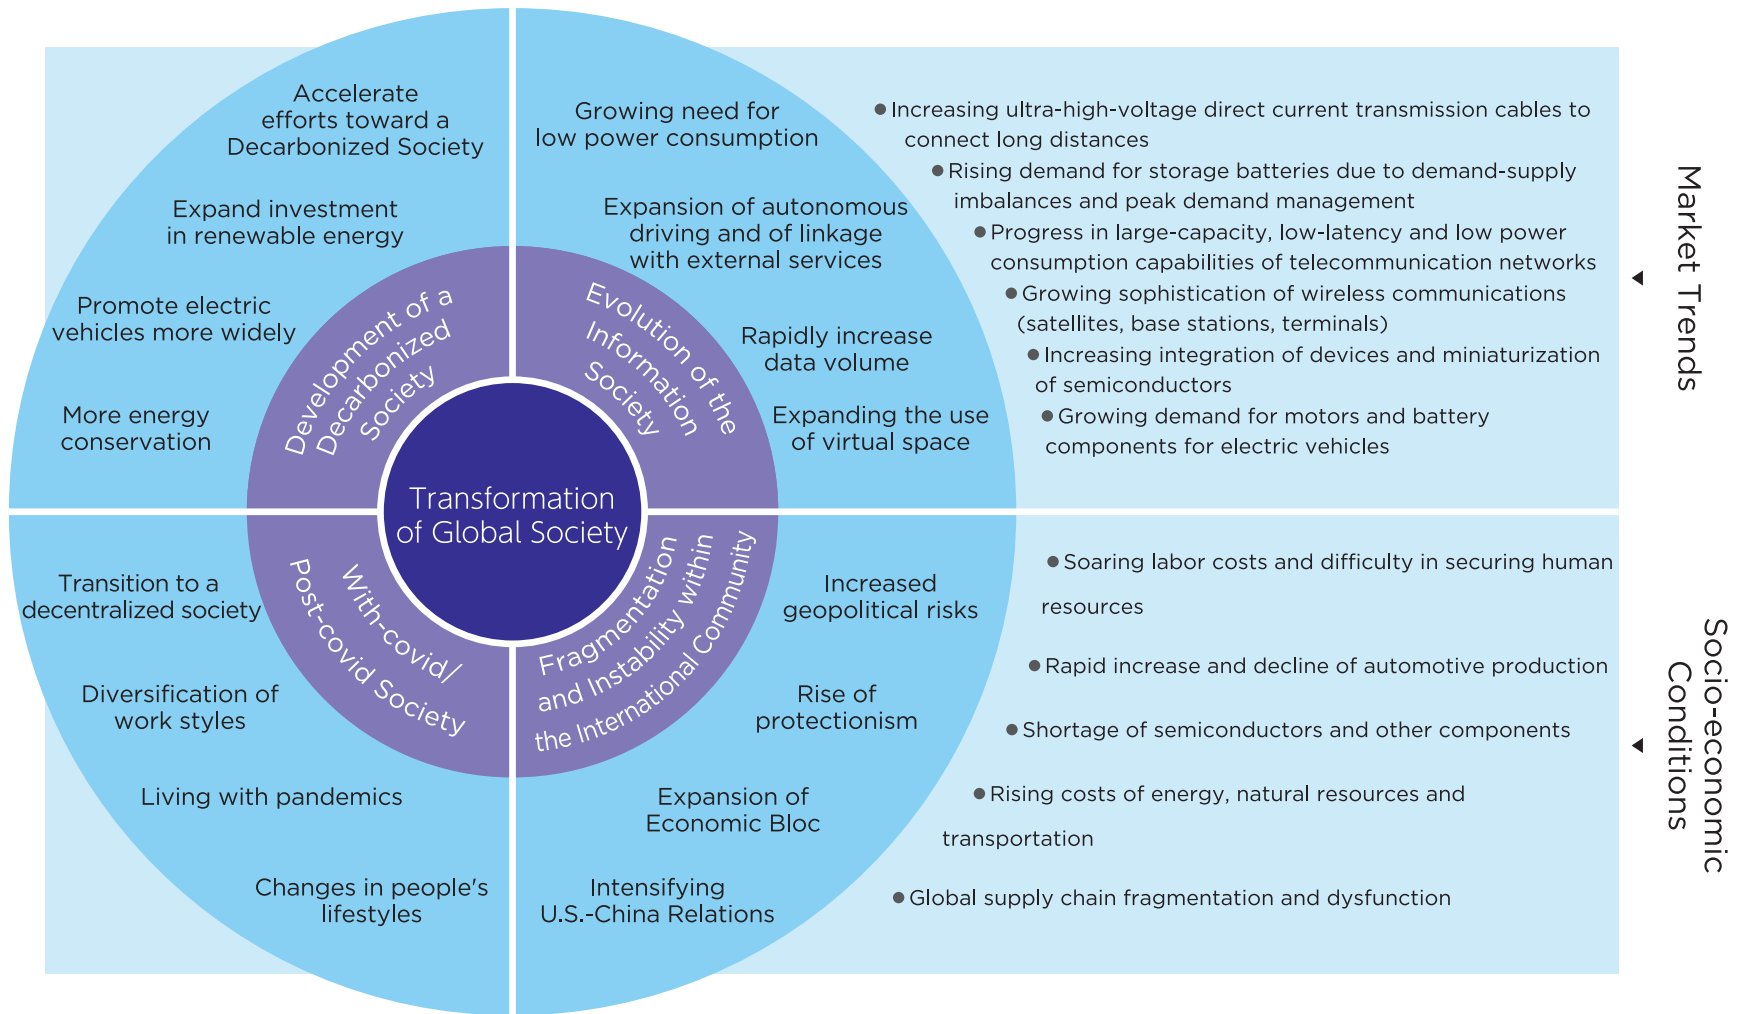 Accelerate
efforts toward a
Decarbonized Society
Expand investment
in renewable energy
Promote electric
vehicles more widely
More energy
conservation
Development of a
Decarbonized
Society
Growing need for
low power consumption
Expansion of autonomous
driving and of linkage
with external services
Rapidly increase
data volume
Expanding the use
of virtual space
Evolution of the
Information
Society
Transformation
of Global Society
Transition to a
decentralized society
Diversification of
work styles
Living with pandemics
Changes in people's
lifestyles
With-covid/
Post-covid Society
Fragmentation
and Instability within
the International Community
Increased
geopolitical risks
Rise of
protectionism
Expansion of
Economic Bloc
Intensifying
U.S.-China Relations
● Increasing ultra-high-voltage direct current transmission cables to
connect long distances
● Rising demand for storage batteries due to demand-supply
imbalances and peak demand management
● Progress in large-capacity, low-latency and low power
consumption capabilities of telecommunication networks
● Growing sophistication of wireless communications
(satellites, base stations, terminals)
● Increasing integration of devices and miniaturization
of semiconductors
● Growing demand for motors and battery
components for electric vehicles
Market Trends
● Soaring labor costs and difficulty in securing human
resources
● Rapid increase and decline of automotive production
● Shortage of semiconductors and other components
● Rising costs of energy, natural resources and
transportation
● Global supply chain fragmentation and dysfunction
Socio-economic
Conditions